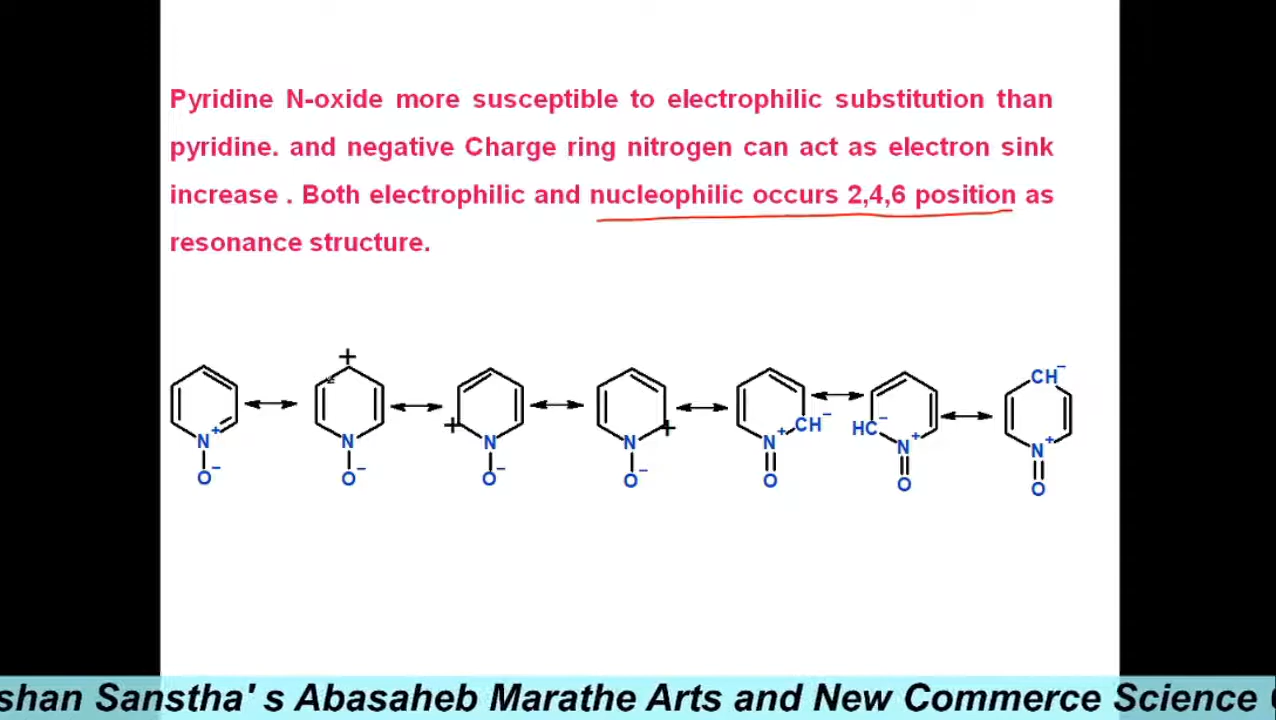 Pyridine N-oxide more susceptible to electrophilic substitution than
pyridine. and negative Charge ring nitrogen can act as electron sink
increase . Both electrophilic and nucleophilic occurs 2,4,6 position as
resonance structure.
+
CH⁻
N⁺ N N N N⁺ CH⁻ HC⁻ N⁺ N⁺
+ +
O⁻ O⁻ O⁻ O⁻ O O O
shan Sanstha' s Abasaheb Marathe Arts and New Commerce Science